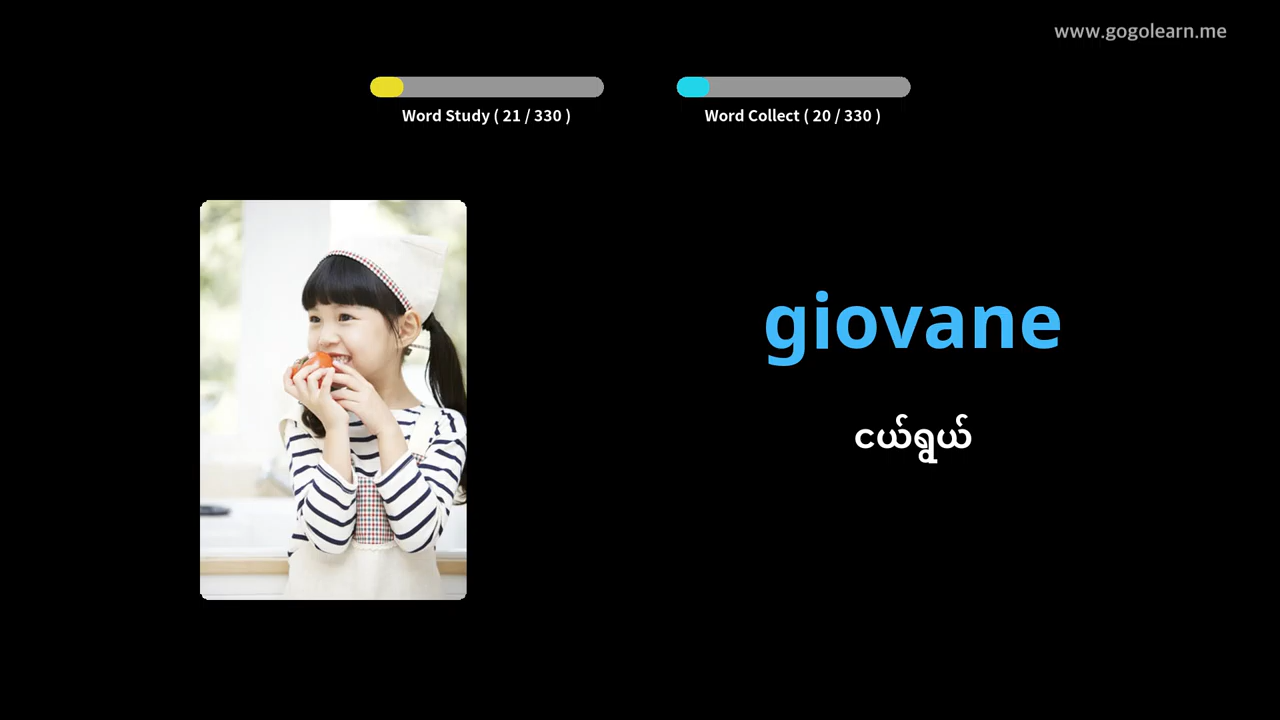 www.gogolearn.me
Word Study ( 21 / 330 )
Word Collect ( 20 / 330 )
giovane
ငယ်ရွယ်